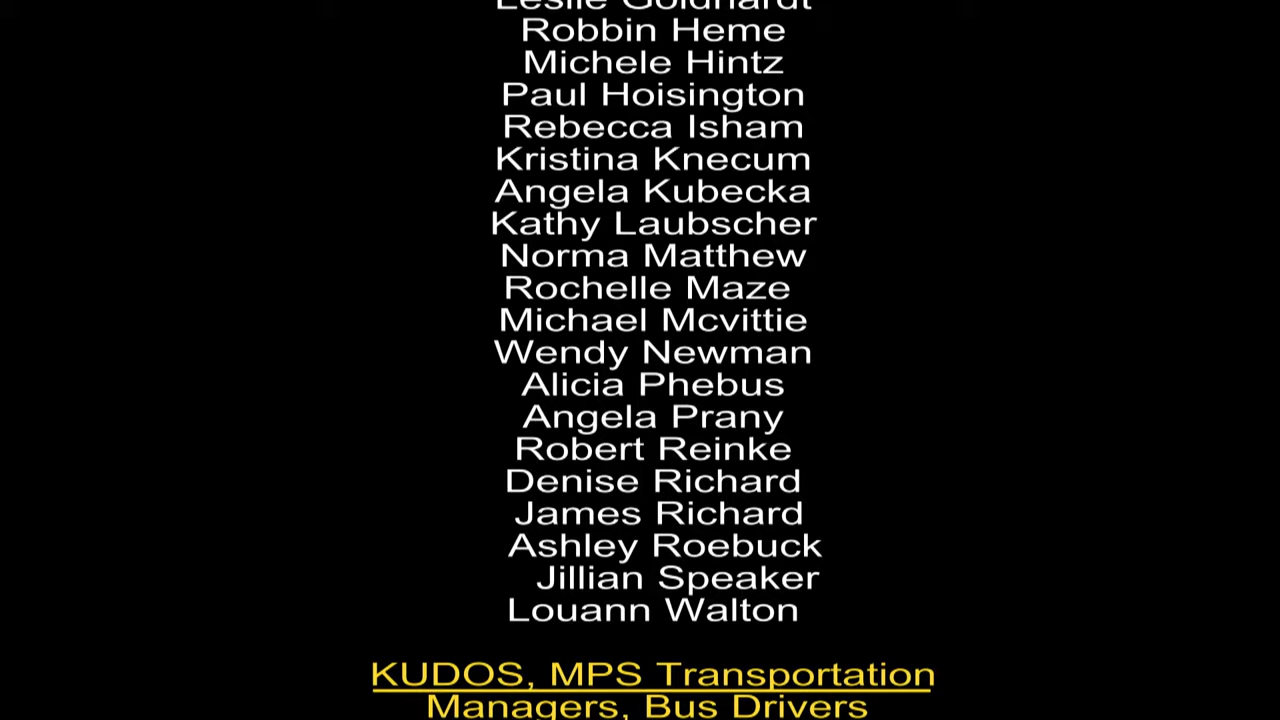 Leslie Goldhardt
Robbin Heme
Michele Hintz
Paul Hoisington
Rebecca Isham
Kristina Knecum
Angela Kubecka
Kathy Laubscher
Norma Matthew
Rochelle Maze
Michael Mcvittie
Wendy Newman
Alicia Phebus
Angela Prany
Robert Reinke
Denise Richard
James Richard
Ashley Roebuck
Jillian Speaker
Louann Walton
KUDOS, MPS Transportation
Managers, Bus Drivers